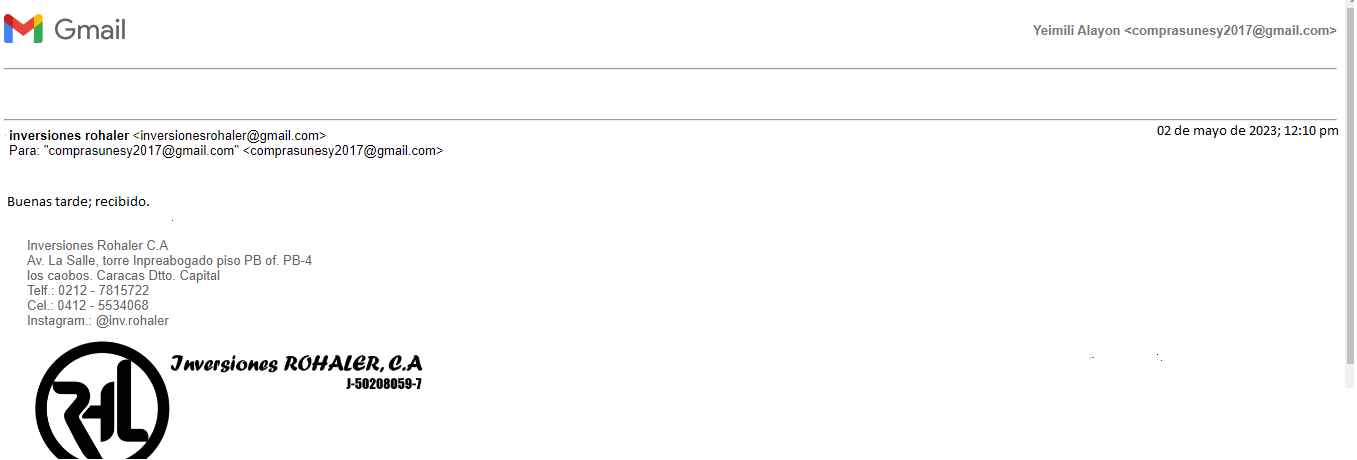 Gmail
Yeimili Alayon <comprasunesy2017@gmail.com>
inversiones rohaler <inversionesrohaler@gmail.com>
02 de mayo de 2023; 12:10 pm
Para: "comprasunesy2017@gmail.com" <comprasunesy2017@gmail.com>
Buenas tarde; recibido.
Inversiones Rohaler C.A
Av. La Salle, torre Inpreabogado piso PB of. PB-4
los caobos. Caracas Dtto. Capital
Telf.: 0212 - 7815722
Cel.: 0412 - 5534068
Instagram.: @inv.rohaler
Inversiones ROHALER, C.A
J-50208059-7
RHL